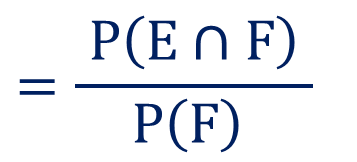 = P(E ∩ F)
P(F)